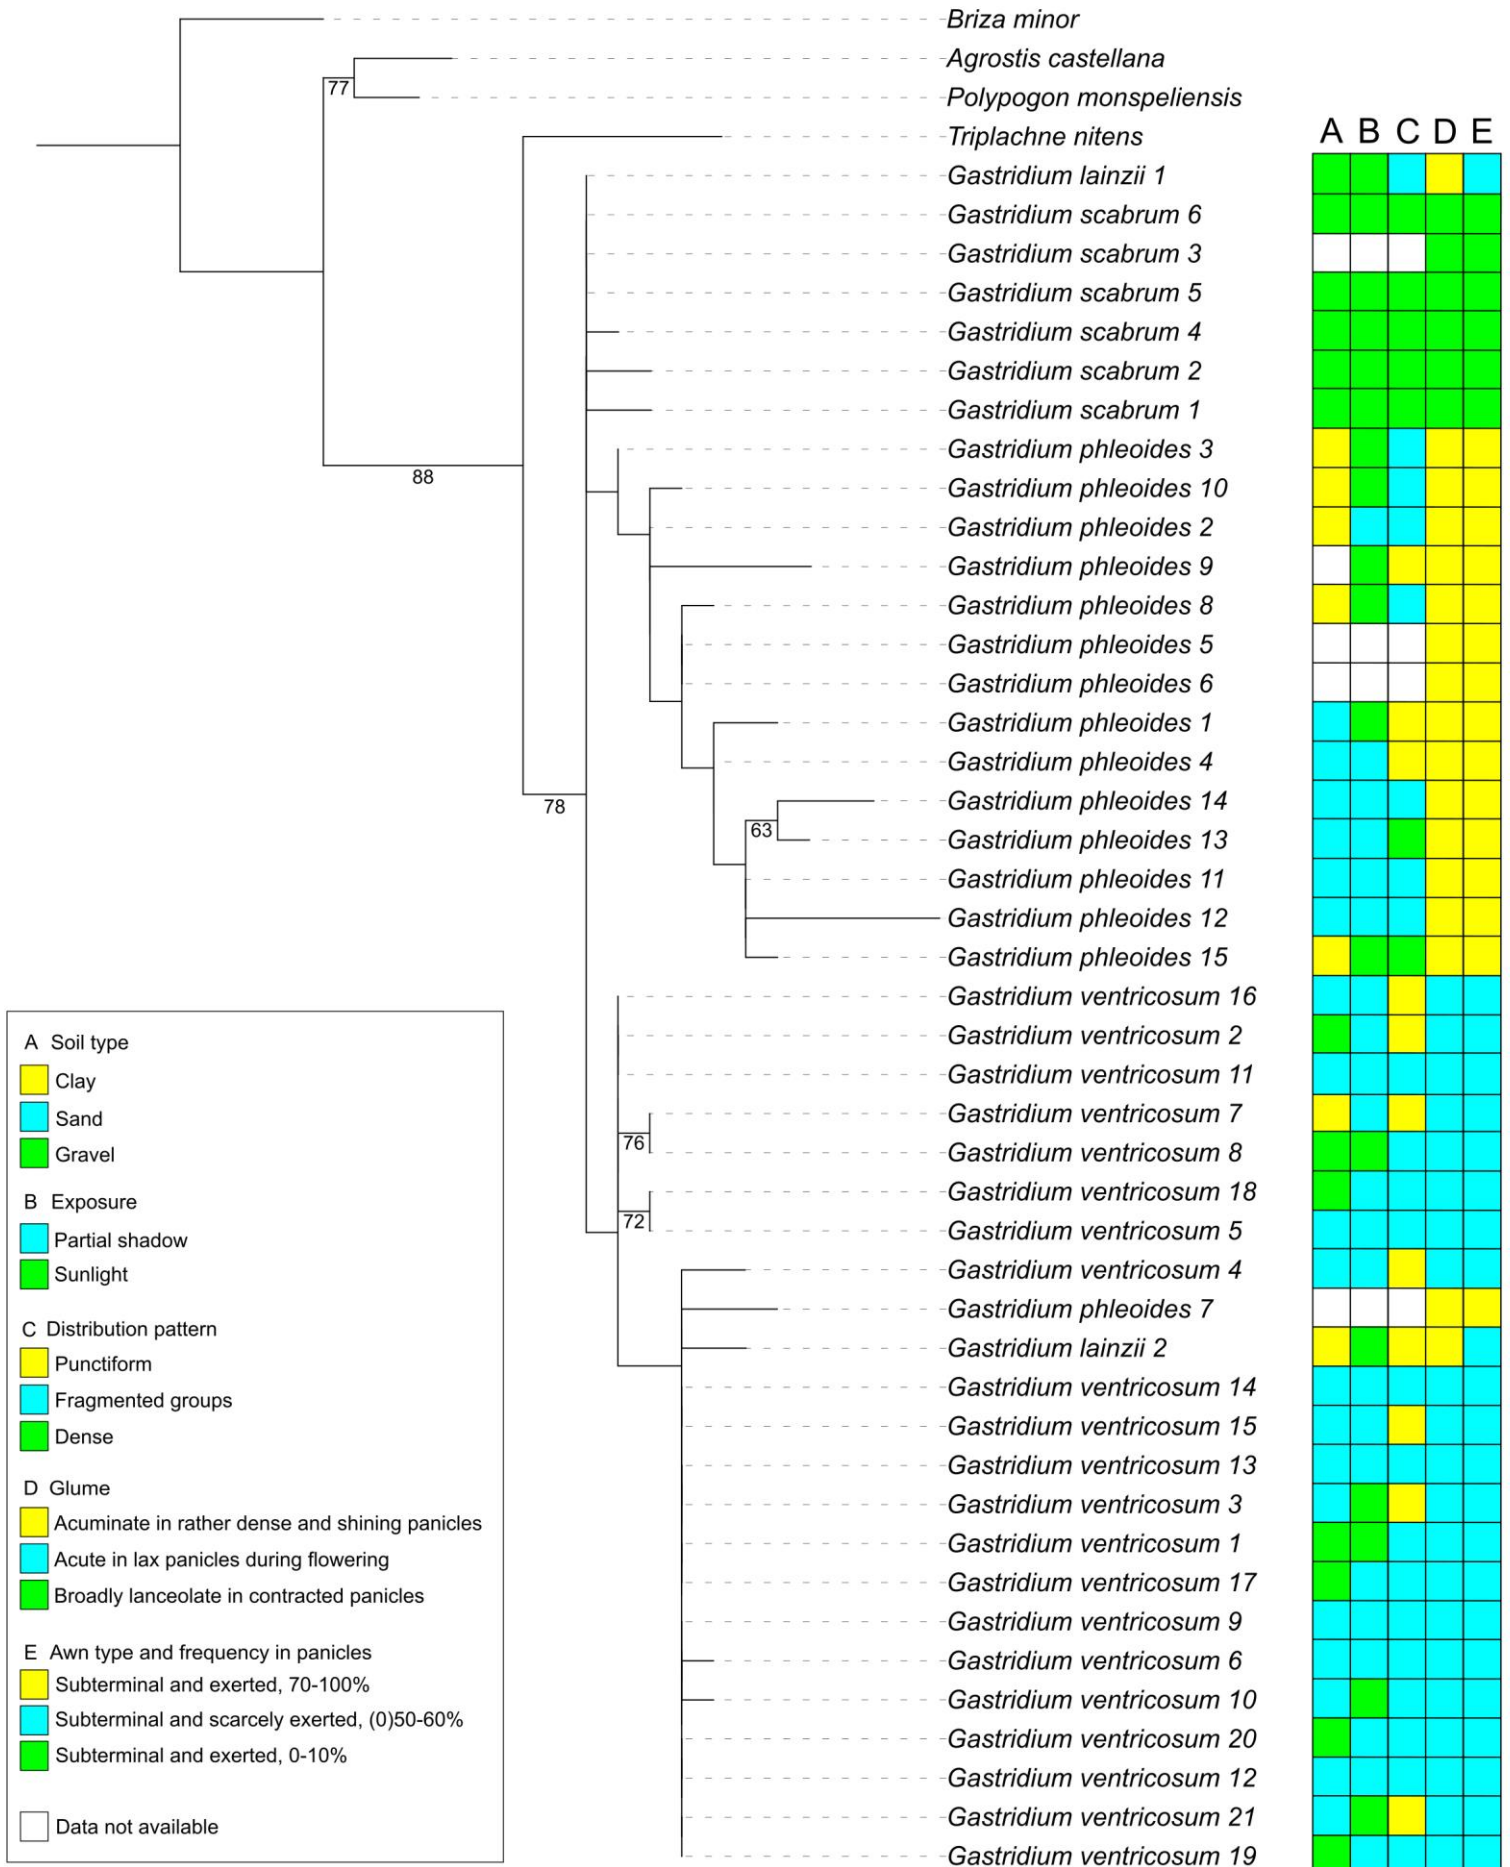 Briza minor
Agrostis castellana
77
Polypogon monspeliensis
Triplachne nitens
A B C D E
Gastridium lainzii 1
Gastridium scabrum 6
Gastridium scabrum 3
Gastridium scabrum 5
Gastridium scabrum 4
Gastridium scabrum 2
Gastridium scabrum 1
Gastridium phleoides 3
88
Gastridium phleoides 10
Gastridium phleoides 2
Gastridium phleoides 9
Gastridium phleoides 8
Gastridium phleoides 5
Gastridium phleoides 6
Gastridium phleoides 1
Gastridium phleoides 4
78
Gastridium phleoides 14
63
Gastridium phleoides 13
Gastridium phleoides 11
Gastridium phleoides 12
Gastridium phleoides 15
Gastridium ventricosum 16
Gastridium ventricosum 2
Gastridium ventricosum 11
Gastridium ventricosum 7
76
Gastridium ventricosum 8
Gastridium ventricosum 18
72
Gastridium ventricosum 5
Gastridium ventricosum 4
Gastridium phleoides 7
Gastridium lainzii 2
Gastridium ventricosum 14
Gastridium ventricosum 15
Gastridium ventricosum 13
Gastridium ventricosum 3
Gastridium ventricosum 1
Gastridium ventricosum 17
Gastridium ventricosum 9
Gastridium ventricosum 6
Gastridium ventricosum 10
Gastridium ventricosum 20
Gastridium ventricosum 12
Gastridium ventricosum 21
Gastridium ventricosum 19
A Soil type
Clay
Sand
Gravel
B Exposure
Partial shadow
Sunlight
C Distribution pattern
Punctiform
Fragmented groups
Dense
D Glume
Acuminate in rather dense and shining panicles
Acute in lax panicles during flowering
Broadly lanceolate in contracted panicles
E Awn type and frequency in panicles
Subterminal and exerted, 70-100%
Subterminal and scarcely exerted, (0)50-60%
Subterminal and exerted, 0-10%
Data not available